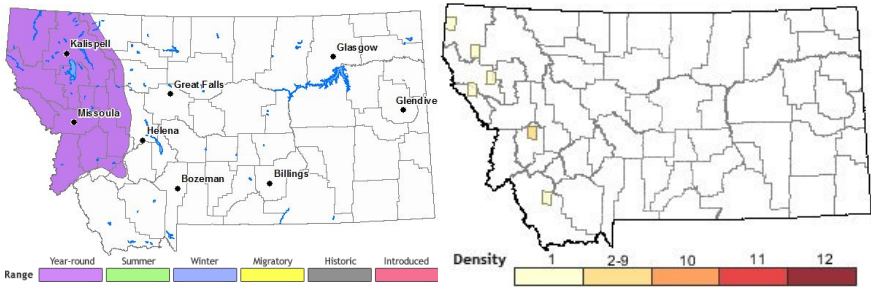 Kalispell
Glasgow
Great Falls
Glendive
Missoula
Helena
Bozeman
Billings
Range Year-round Summer Winter Migratory Historic Introduced
Density 1 2-9 10 11 12